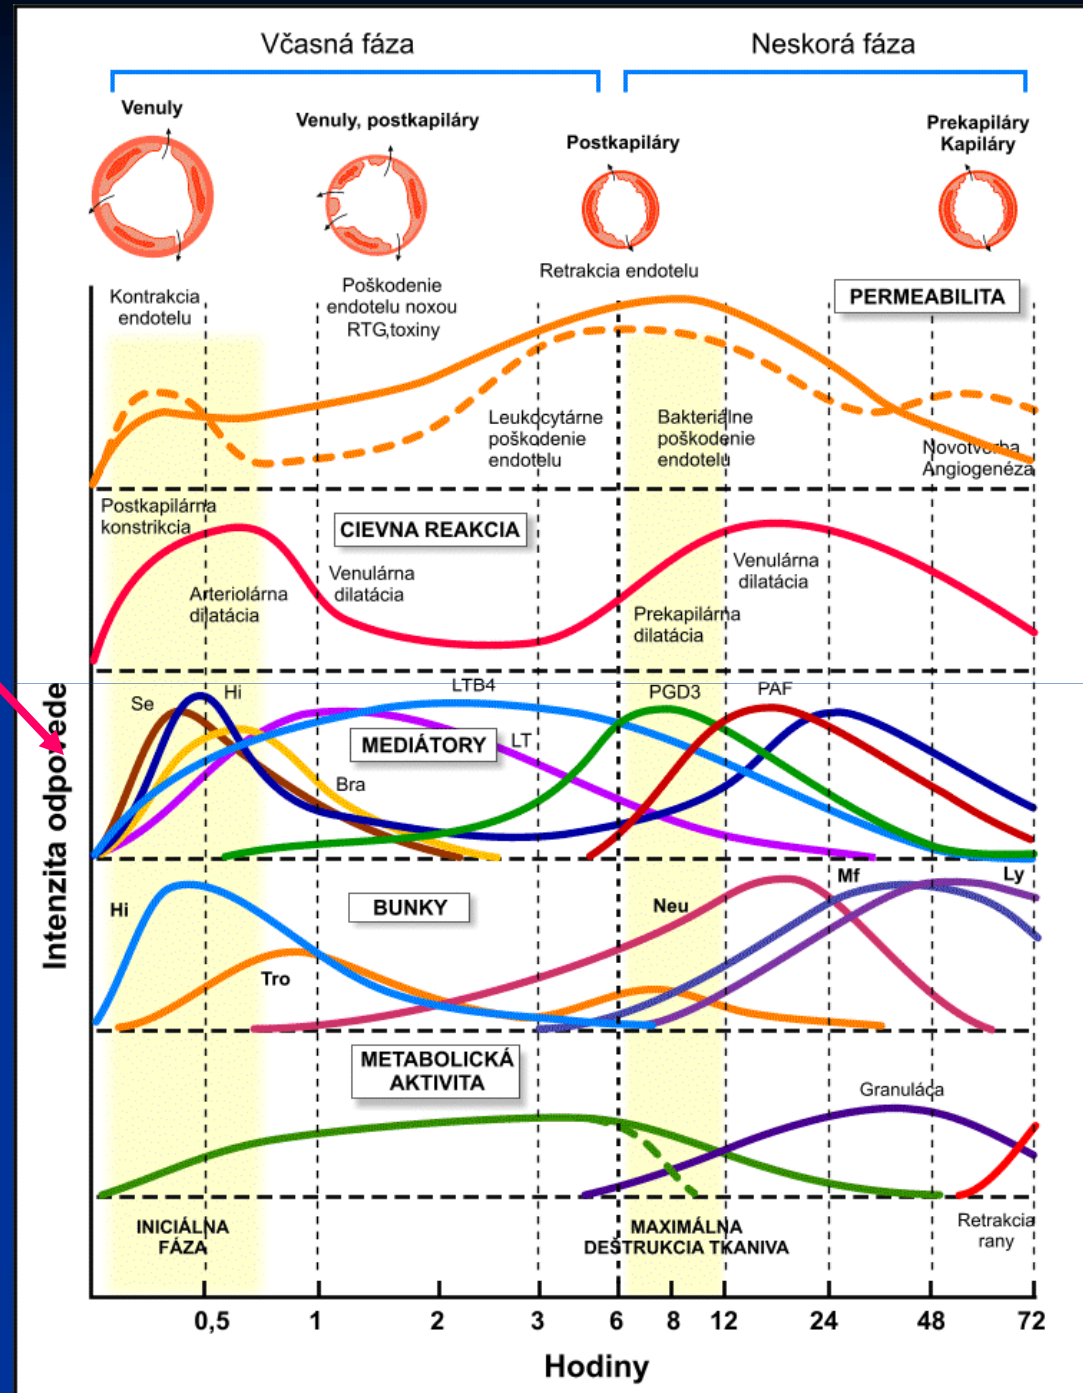 Včasná fáza
Neskorá fáza
Venuly
Venuly, postkapiláry
Postkapiláry
Prekapiláry
Kapiláry
Kontrakcia
endotelu
Poškodenie
endotelu noxou
RTG,toxiny
Retrakcia endotelu
PERMEABILITA
Leukocytárne
poškodenie
endotelu
Bakteriálne
poškodenie
endotelu
Novotvorba
Angiogenéza
Postkapilárna
konstrikcia
CIEVNA REAKCIA
Arteriolárna
dilatácia
Venulárna
dilatácia
Prekapilárna
dilatácia
Venulárna
dilatácia
Intenzita odpovede
Se
Hi
LTB4
PGD3
PAF
MEDIÁTORY
LT
Bra
Hi
BUNKY
Tro
Neu
Mf
Ly
METABOLICKÁ
AKTIVITA
Granuláca
INICIÁLNA
FÁZA
MAXIMÁLNA
DEŠTRUKCIA TKANIVA
Retrakcia
rany
0,5 1 2 3 6 8 12 24 48 72
Hodiny